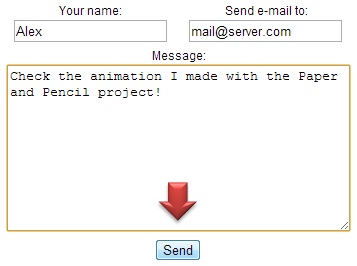 Your name: Send e-mail to:
Alex mail@server.com
Message:
Check the animation I made with the Paper
and Pencil project!
Send